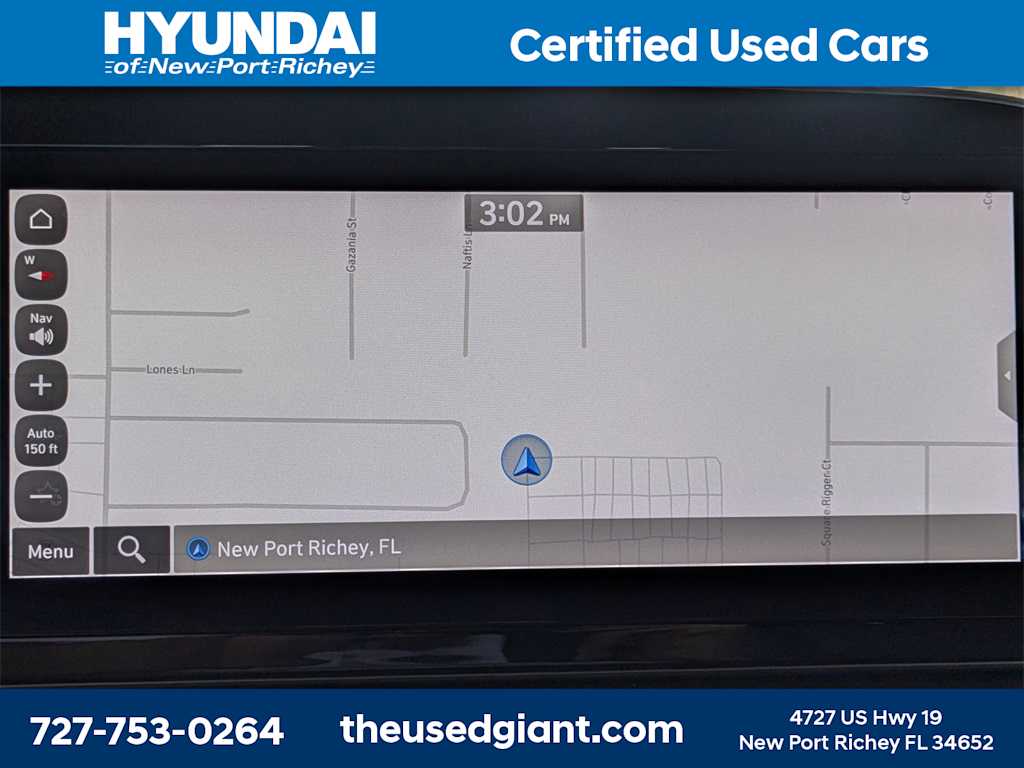 HYUNDAI
of New Port Richey
Certified Used Cars
3:02 PM
W
Nav
Auto
150 ft
Gazania St
Naftis Ln
Lones Ln
Square Rigger Ct
Menu
New Port Richey, FL
727-753-0264
theusedgiant.com
4727 US Hwy 19
New Port Richey FL 34652